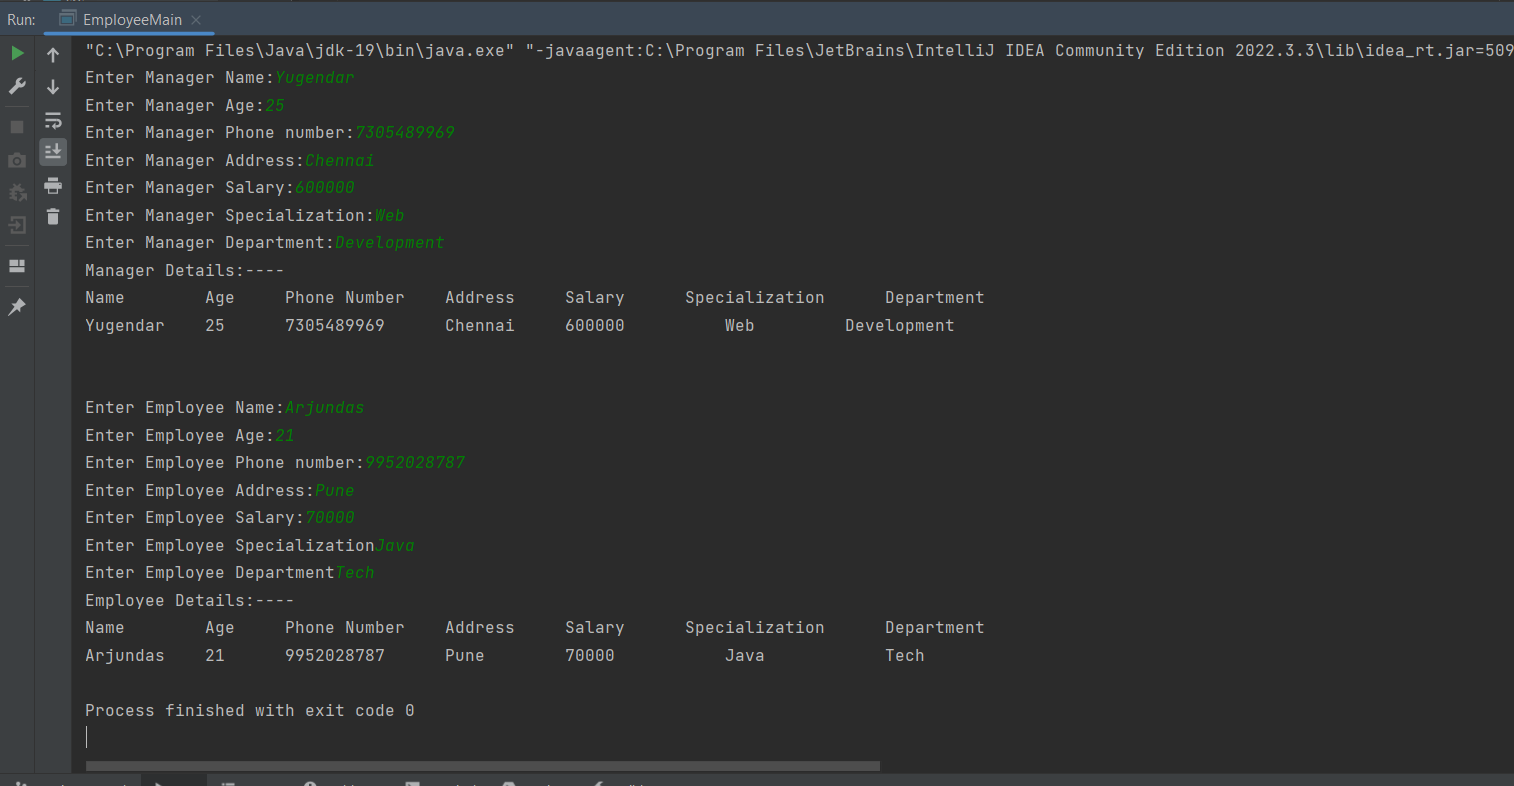 Run: EmployeeMain
"C:\Program Files\Java\jdk-19\bin\java.exe" "-javaagent:C:\Program Files\JetBrains\IntelliJ IDEA Community Edition 2022.3.3\lib\idea_rt.jar=509
Enter Manager Name:Yugendar
Enter Manager Age:25
Enter Manager Phone number:7305489969
Enter Manager Address:Chennai
Enter Manager Salary:600000
Enter Manager Specialization:Web
Enter Manager Department:Development
Manager Details:----
Name Age Phone Number Address Salary Specialization Department
Yugendar 25 7305489969 Chennai 600000 Web Development
Enter Employee Name:Arjundas
Enter Employee Age:21
Enter Employee Phone number:9952028787
Enter Employee Address:Pune
Enter Employee Salary:70000
Enter Employee SpecializationJava
Enter Employee DepartmentTech
Employee Details:----
Name Age Phone Number Address Salary Specialization Department
Arjundas 21 9952028787 Pune 70000 Java Tech
Process finished with exit code 0